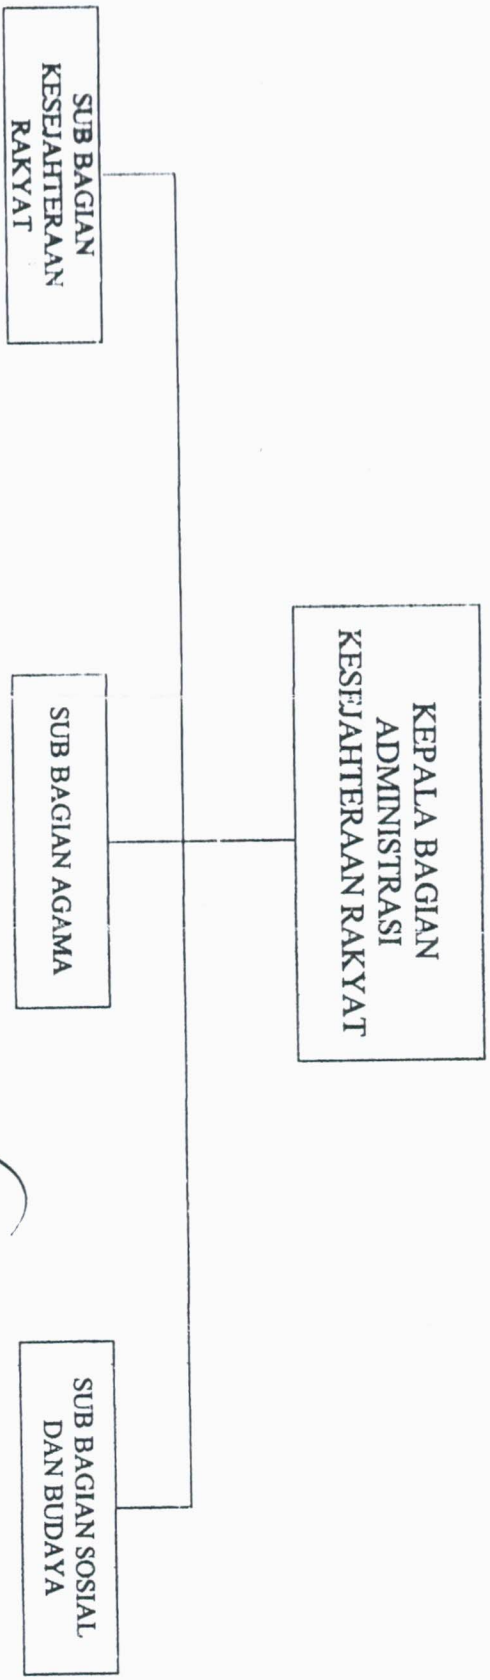 KEPALA BAGIAN
ADMINISTRASI
KESEJAHTERAAN RAKYAT
SUB BAGIAN
KESEJAHTERAAN
RAKYAT
SUB BAGIAN AGAMA
SUB BAGIAN SOSIAL
DAN BUDAYA